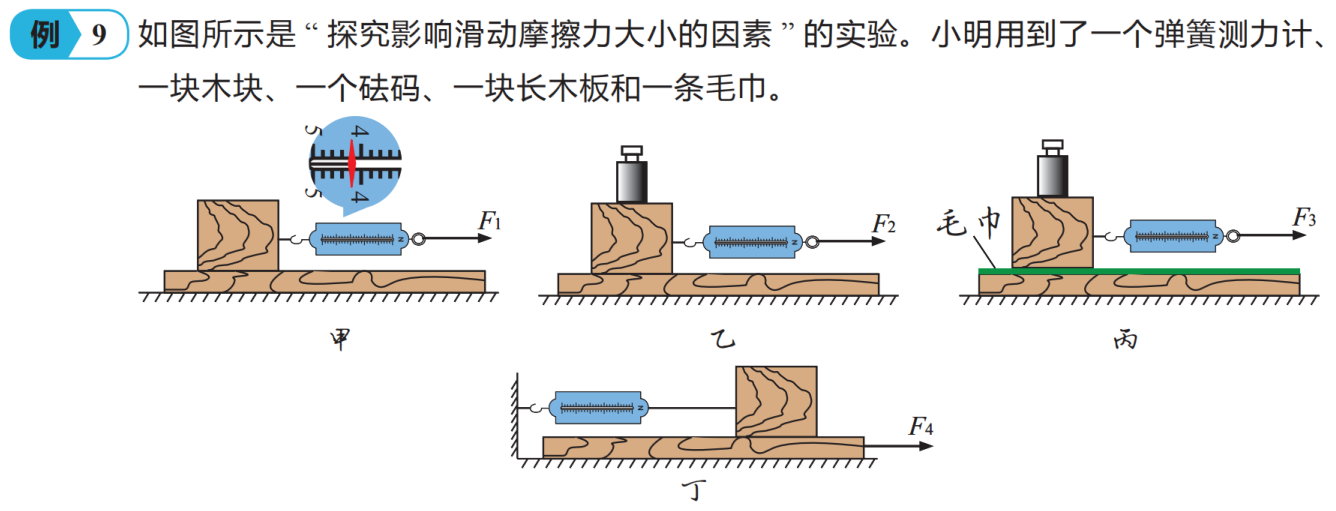 例 9 如图所示是“探究影响滑动摩擦力大小的因素”的实验。小明用到了一个弹簧测力计、
一块木块、一个砝码、一块长木板和一条毛巾。
5 4
5 4
N
F1
N
F2
毛巾
N
F3
甲
乙
丙
N
F4
丁